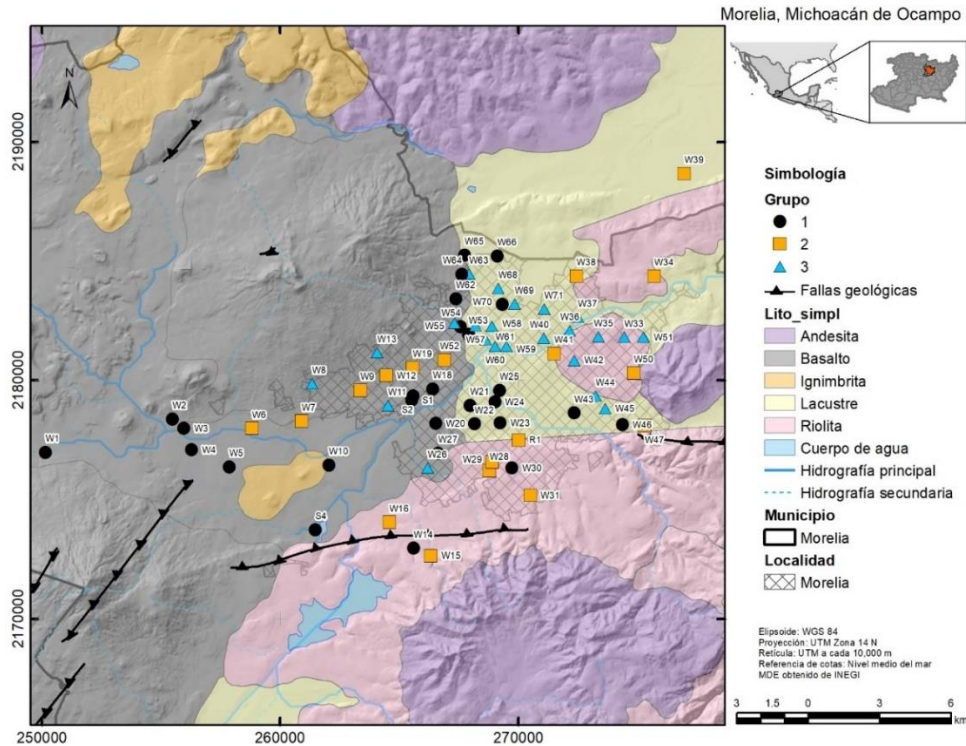 Morelia, Michoacán de Ocampo
250000
260000
270000
2190000
2180000
2170000
N
W39
W65
W66
W64
W63
W38
W34
W68
W62
W70
W69
W71
W37
W54
W55
W53
W58
W36
W40
W35
W33
W51
W57
W61
W13
W59
W41
W52
W60
W42
W50
W19
W8
W12
W18
W9
W25
W11
S1
W44
S2
W21
W24
W2
W43
W45
W7
W6
W3
W20
W22
W23
W46
W1
W27
R1
W47
W4
W5
W10
W26
W29
W28
W30
W31
W16
S4
W14
W15
Simbología
Grupo
1
2
3
Fallas geológicas
Lito_simpl
Andesita
Basalto
Ignimbrita
Lacustre
Riolita
Cuerpo de agua
Hidrografía principal
Hidrografía secundaria
Municipio
Morelia
Localidad
Morelia
Elipsoide: WGS 84
Proyección: UTM Zona 14 N
Retícula: UTM a cada 10,000 m
Referencia de cotas: Nivel medio del mar
MDE obtenido de INEGI
3 1.5 0 3 6
km
250000
260000
270000